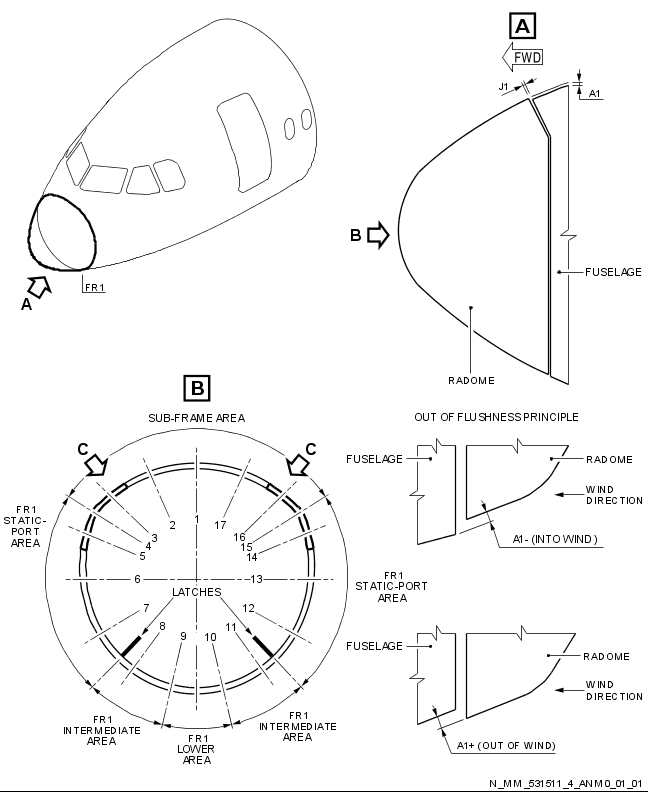 A
FWD
J1
A1
B
FUSELAGE
RADOME
A
FR1
B
SUB-FRAME AREA
C
C
FR1
STATIC-
PORT
AREA
1
2
17
3
16
4
15
5
14
6
13
LATCHES
7
12
8
11
9
10
FR1
STATIC-PORT
AREA
FR1
INTERMEDIATE
AREA
FR1
LOWER
AREA
FR1
INTERMEDIATE
AREA
OUT OF FLUSHNESS PRINCIPLE
FUSELAGE
RADOME
WIND
DIRECTION
A1- (INTO WIND)
FUSELAGE
RADOME
WIND
DIRECTION
A1+ (OUT OF WIND)
N_MM_531511_4_ANM0_01_01